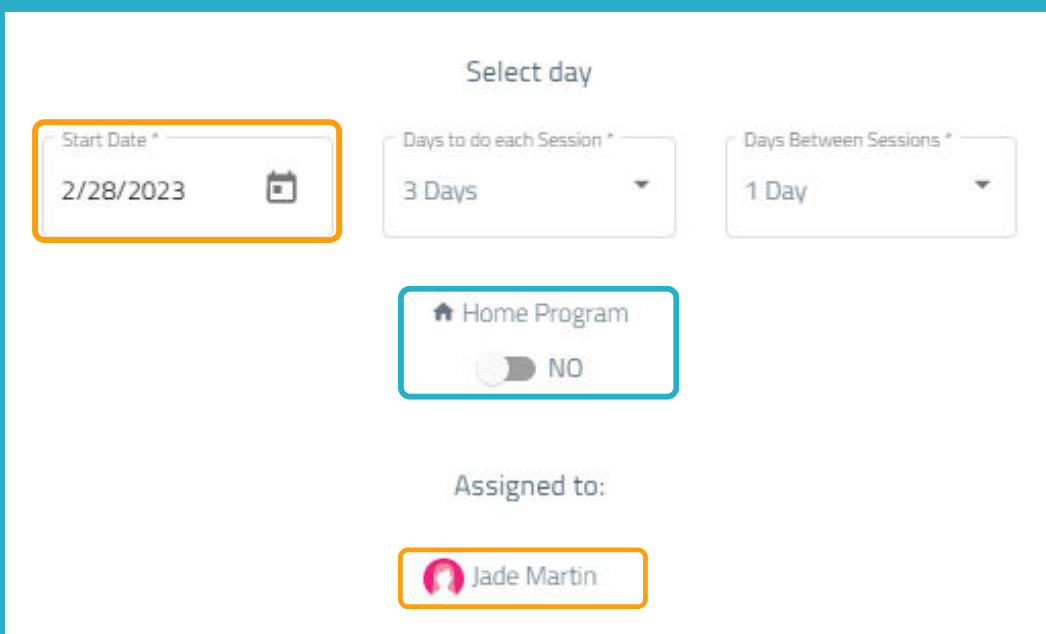 Select day
Start Date *
Days to do each Session *
Days Between Sessions *
2/28/2023
3 Days
1 Day
Home Program
NO
Assigned to:
Jade Martin